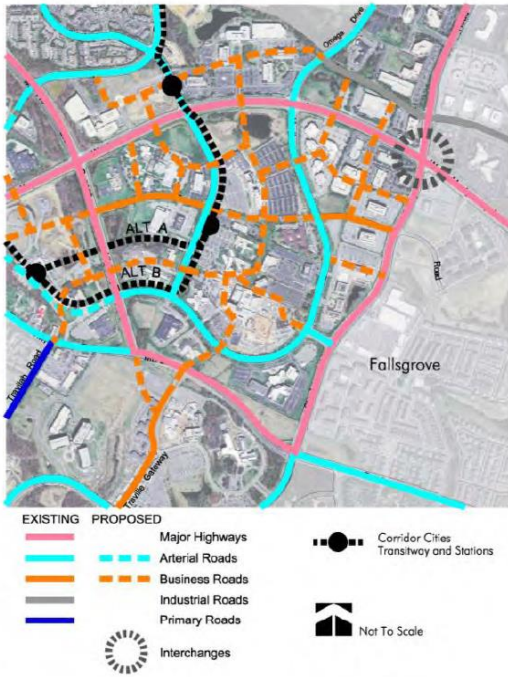 Omega Drive
ALT A
ALT B
Road
Fallsgrove
Travilah Road
Traville Gateway
EXISTING PROPOSED
Major Highways
Arterial Roads
Business Roads
Industrial Roads
Primary Roads
Interchanges
Corridor Cities
Transitway and Stations
Not To Scale